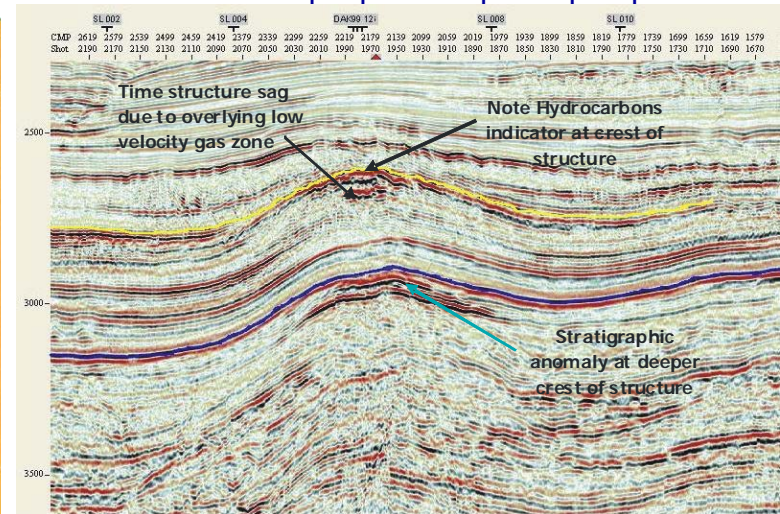 SL 002 SL 004 DAK99 12i SL 008 SL 010
CMP 2619 2579 2539 2499 2459 2419 2379 2339 2299 2259 2219 2179 2139 2099 2059 2019 1979 1939 1899 1859 1819 1779 1739 1699 1659 1619 1579
Shot 2190 2170 2150 2130 2110 2090 2070 2050 2030 2010 1990 1970 1950 1930 1910 1890 1870 1850 1830 1810 1790 1770 1750 1730 1710 1690 1670
Time structure sag
due to overlying low
velocity gas zone
Note Hydrocarbons
indicator at crest of
structure
2500
3000
Stratigraphic
anomaly at deeper
crest of structure
3500